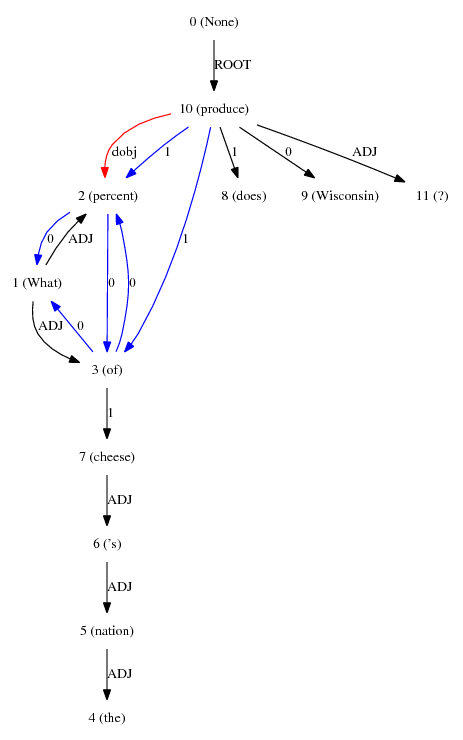 0 (None)
ROOT
10 (produce)
dobj 1 1 0 ADJ
2 (percent) 8 (does) 9 (Wisconsin) 11 (?)
0 ADJ 1
1 (What) 0 0
ADJ 0
3 (of)
1
7 (cheese)
ADJ
6 ('s)
ADJ
5 (nation)
ADJ
4 (the)